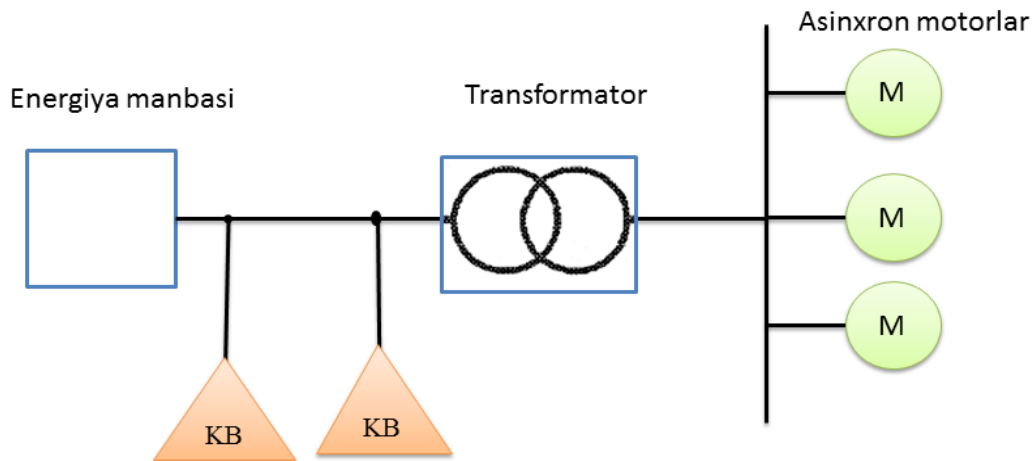 Asinxron motorlar
Energiya manbasi
Transformator
M
M
M
KB
KB